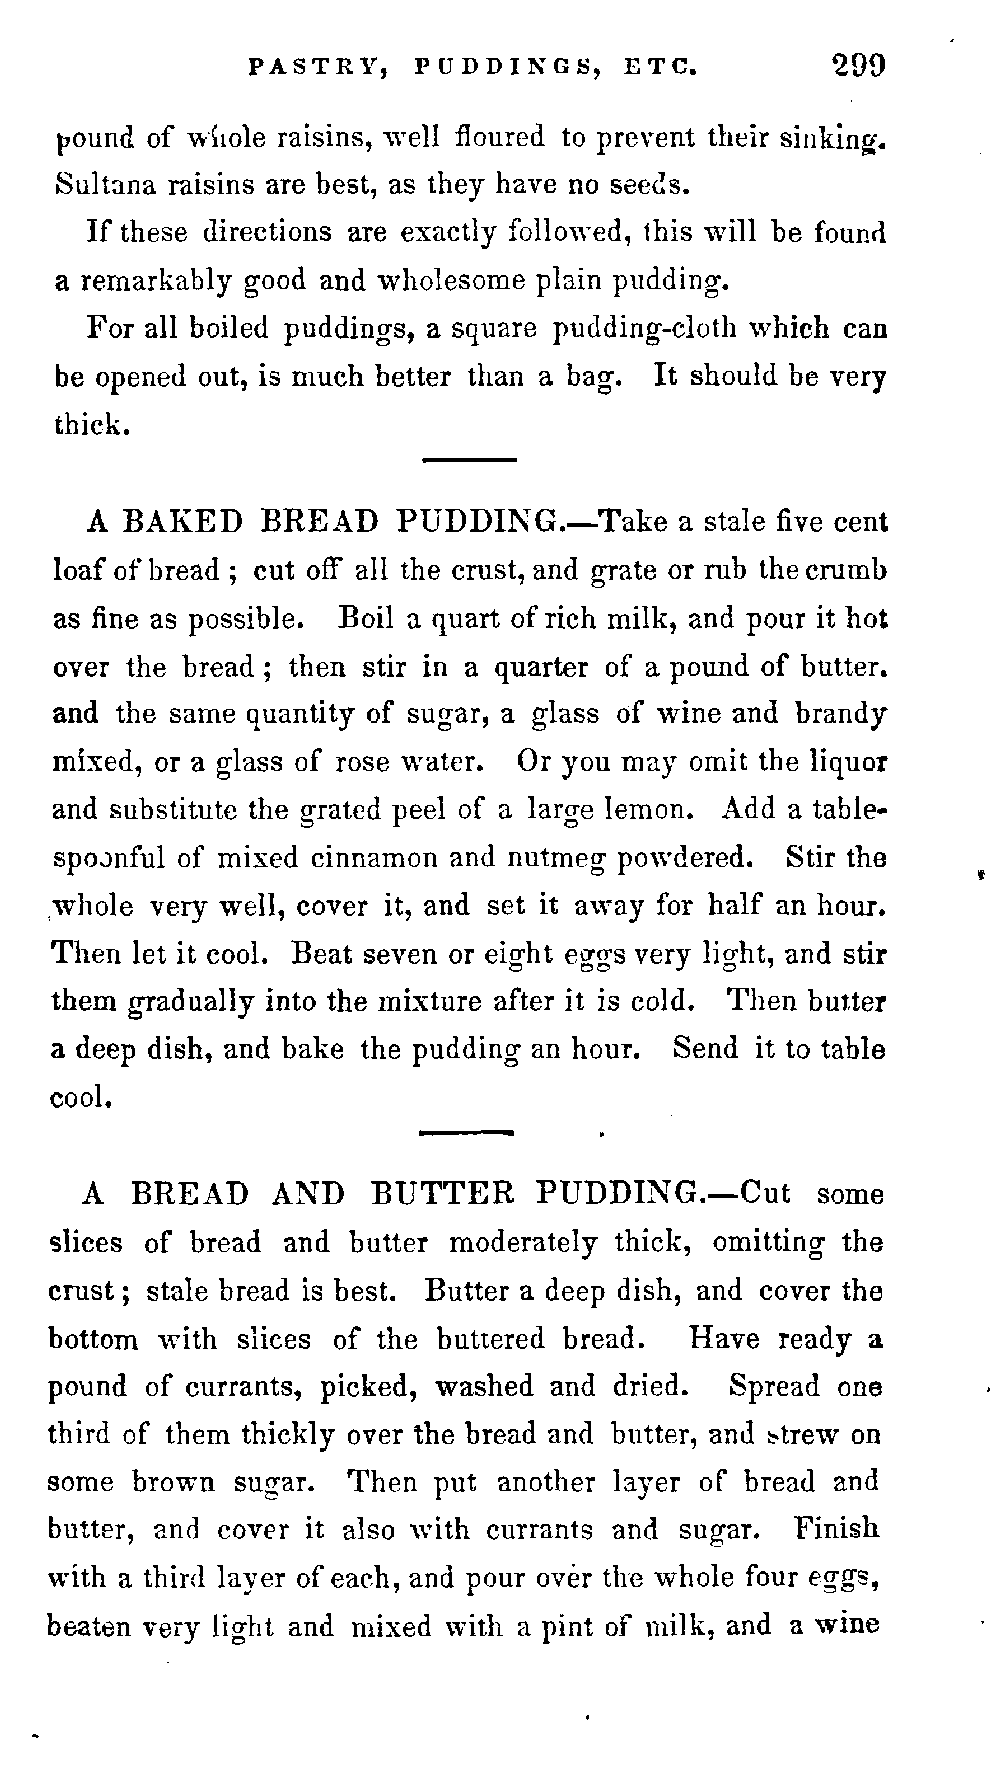 PASTRY, PUDDINGS, ETC. 299
pound of whole raisins, well floured to prevent their sinking.
Sultana raisins are best, as they have no seeds.
If these directions are exactly followed, this will be found
a remarkably good and wholesome plain pudding.
For all boiled puddings, a square pudding-cloth which can
be opened out, is much better than a bag. It should be very
thick.
A BAKED BREAD PUDDING.—Take a stale five cent
loaf of bread ; cut off all the crust, and grate or rub the crumb
as fine as possible. Boil a quart of rich milk, and pour it hot
over the bread ; then stir in a quarter of a pound of butter.
and the same quantity of sugar, a glass of wine and brandy
mixed, or a glass of rose water. Or you may omit the liquor
and substitute the grated peel of a large lemon. Add a table-
spoonful of mixed cinnamon and nutmeg powdered. Stir the
whole very well, cover it, and set it away for half an hour.
Then let it cool. Beat seven or eight eggs very light, and stir
them gradually into the mixture after it is cold. Then butter
a deep dish, and bake the pudding an hour. Send it to table
cool.
A BREAD AND BUTTER PUDDING.—Cut some
slices of bread and butter moderately thick, omitting the
crust ; stale bread is best. Butter a deep dish, and cover the
bottom with slices of the buttered bread. Have ready a
pound of currants, picked, washed and dried. Spread one
third of them thickly over the bread and butter, and strew on
some brown sugar. Then put another layer of bread and
butter, and cover it also with currants and sugar. Finish
with a third layer of each, and pour over the whole four eggs,
beaten very light and mixed with a pint of milk, and a wine